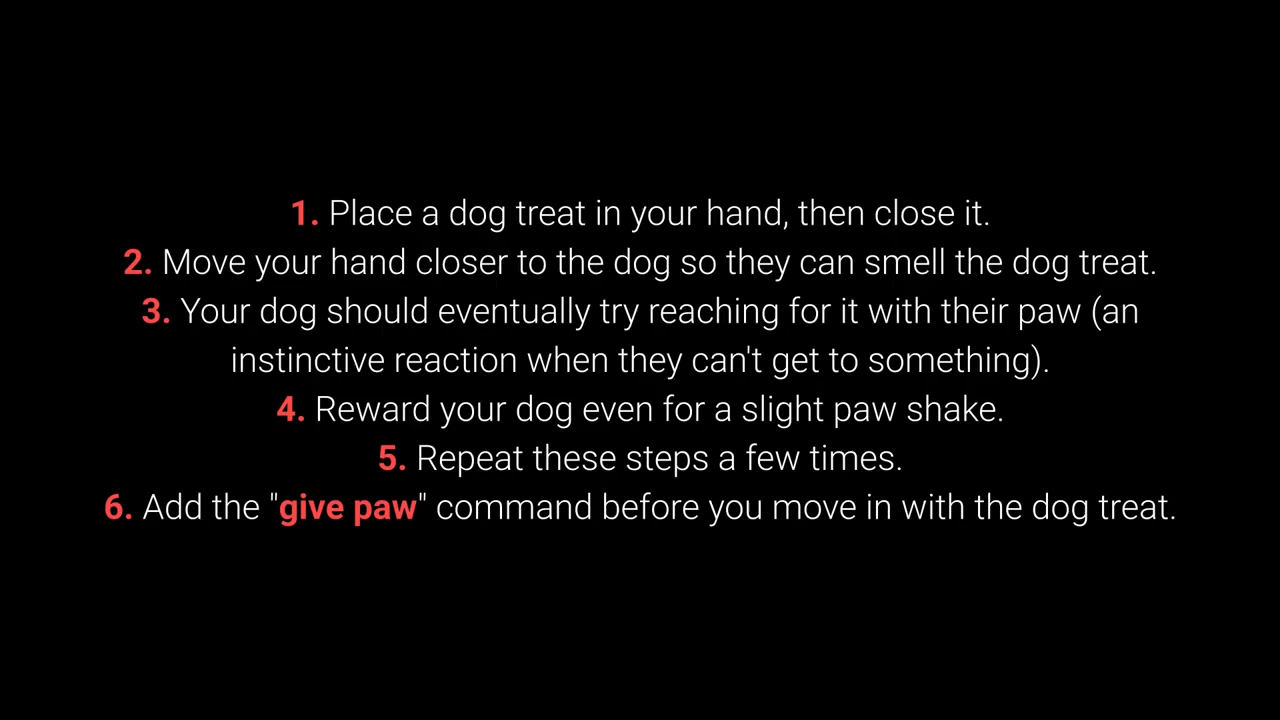 1. Place a dog treat in your hand, then close it.
2. Move your hand closer to the dog so they can smell the dog treat.
3. Your dog should eventually try reaching for it with their paw (an
instinctive reaction when they can't get to something).
4. Reward your dog even for a slight paw shake.
5. Repeat these steps a few times.
6. Add the "give paw" command before you move in with the dog treat.